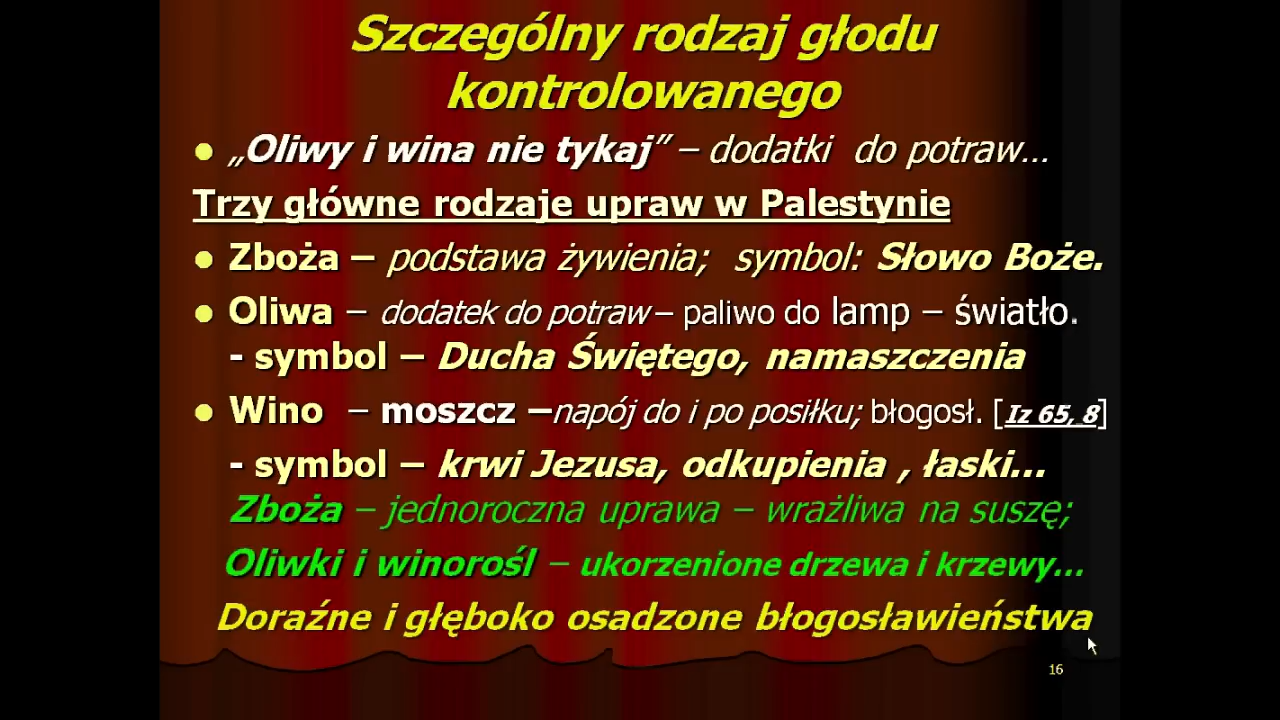 Szczególny rodzaj głodu
kontrolowanego
• „Oliwy i wina nie tykaj” – dodatki do potraw…
Trzy główne rodzaje upraw w Palestynie
• Zboża – podstawa żywienia; symbol: Słowo Boże.
• Oliwa – dodatek do potraw – paliwo do lamp – światło.
- symbol – Ducha Świętego, namaszczenia
• Wino – moszcz –napój do i po posiłku; błogosł. [Iz 65, 8]
- symbol – krwi Jezusa, odkupienia , łaski…
Zboża – jednoroczna uprawa – wrażliwa na suszę;
Oliwki i winorośl – ukorzenione drzewa i krzewy…
Doraźne i głęboko osadzone błogosławieństwa
16